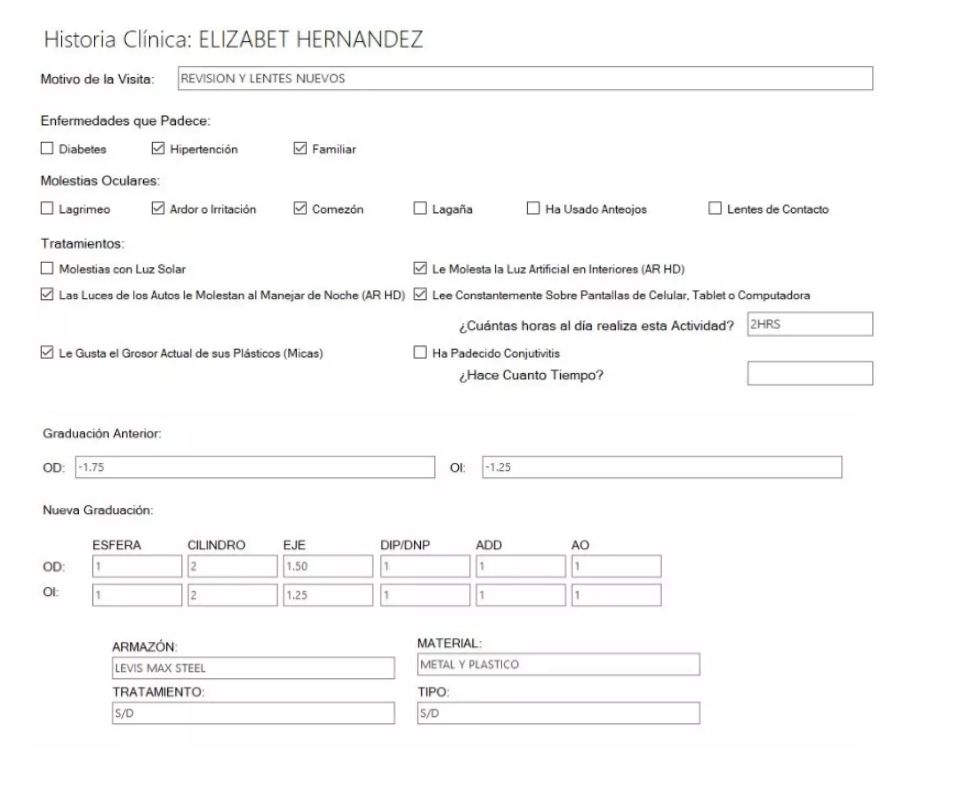 Historia Clínica: ELIZABET HERNANDEZ
Motivo de la Visita: REVISION Y LENTES NUEVOS
Enfermedades que Padece:
Diabetes Hipertención Familiar
Molestias Oculares:
Lagrimeo Ardor o Irritación Comezón Lagaña Ha Usado Anteojos Lentes de Contacto
Tratamientos:
Molestias con Luz Solar Le Molesta la Luz Artificial en Interiores (AR HD)
Las Luces de los Autos le Molestan al Manejar de Noche (AR HD) Lee Constantemente Sobre Pantallas de Celular, Tablet o Computadora
¿Cuántas horas al día realiza esta Actividad? 2HRS
Le Gusta el Grosor Actual de sus Plásticos (Micas) Ha Padecido Conjutivitis
¿Hace Cuanto Tiempo?
Graduación Anterior:
OD: -1.75 OI: -1.25
Nueva Graduación:
ESFERA CILINDRO EJE DIP/DNP ADD AO
OD: 1 2 1.50 1 1 1
OI: 1 2 1.25 1 1 1
ARMAZÓN: MATERIAL:
LEVIS MAX STEEL METAL Y PLASTICO
TRATAMIENTO: TIPO:
S/D S/D